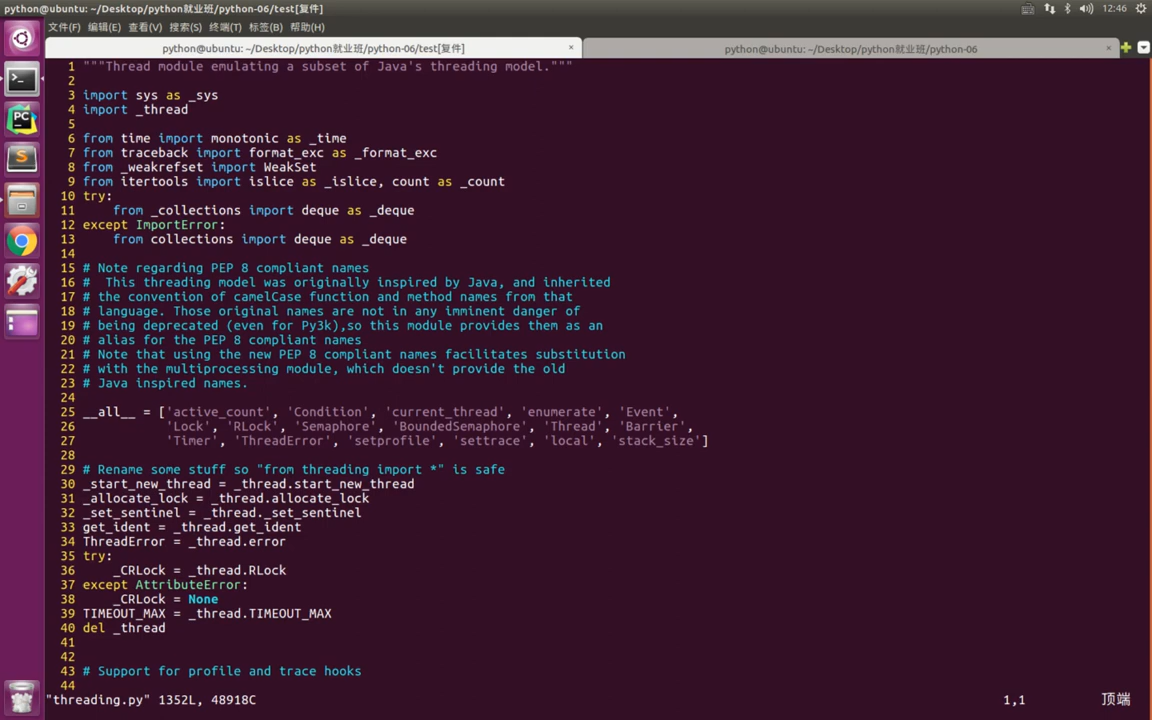 python@ubuntu: ~/Desktop/python就业班/python-06/test[复件]
12:46
文件(F) 编辑(E) 查看(V) 搜索(S) 终端(T) 标签(B) 帮助(H)
python@ubuntu: ~/Desktop/python就业班/python-06/test[复件] × python@ubuntu: ~/Desktop/python就业班/python-06 ×
1 """Thread module emulating a subset of Java's threading model."""
2
3 import sys as _sys
4 import _thread
5
6 from time import monotonic as _time
7 from traceback import format_exc as _format_exc
8 from _weakrefset import WeakSet
9 from itertools import islice as _islice, count as _count
10 try:
11     from _collections import deque as _deque
12 except ImportError:
13     from collections import deque as _deque
14
15 # Note regarding PEP 8 compliant names
16 #  This threading model was originally inspired by Java, and inherited
17 # the convention of camelCase function and method names from that
18 # language. Those original names are not in any imminent danger of
19 # being deprecated (even for Py3k),so this module provides them as an
20 # alias for the PEP 8 compliant names
21 # Note that using the new PEP 8 compliant names facilitates substitution
22 # with the multiprocessing module, which doesn't provide the old
23 # Java inspired names.
24
25 __all__ = ['active_count', 'Condition', 'current_thread', 'enumerate', 'Event',
26            'Lock', 'RLock', 'Semaphore', 'BoundedSemaphore', 'Thread', 'Barrier',
27            'Timer', 'ThreadError', 'setprofile', 'settrace', 'local', 'stack_size']
28
29 # Rename some stuff so "from threading import *" is safe
30 _start_new_thread = _thread.start_new_thread
31 _allocate_lock = _thread.allocate_lock
32 _set_sentinel = _thread._set_sentinel
33 get_ident = _thread.get_ident
34 ThreadError = _thread.error
35 try:
36     _CRLock = _thread.RLock
37 except AttributeError:
38     _CRLock = None
39 TIMEOUT_MAX = _thread.TIMEOUT_MAX
40 del _thread
41
42
43 # Support for profile and trace hooks
44
"threading.py" 1352L, 48918C 1,1 顶端